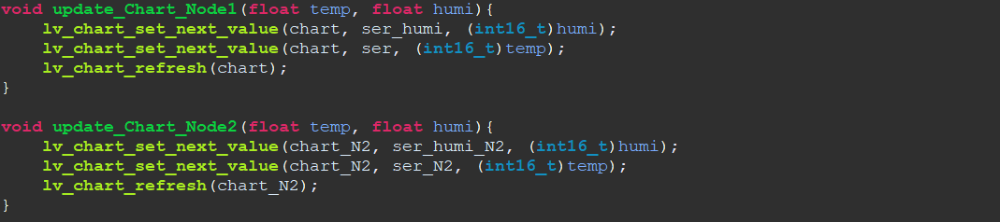 void update_Chart_Node1(float temp, float humi){
    lv_chart_set_next_value(chart, ser_humi, (int16_t)humi);
    lv_chart_set_next_value(chart, ser, (int16_t)temp);
    lv_chart_refresh(chart);
}

void update_Chart_Node2(float temp, float humi){
    lv_chart_set_next_value(chart_N2, ser_humi_N2, (int16_t)humi);
    lv_chart_set_next_value(chart_N2, ser_N2, (int16_t)temp);
    lv_chart_refresh(chart_N2);
}